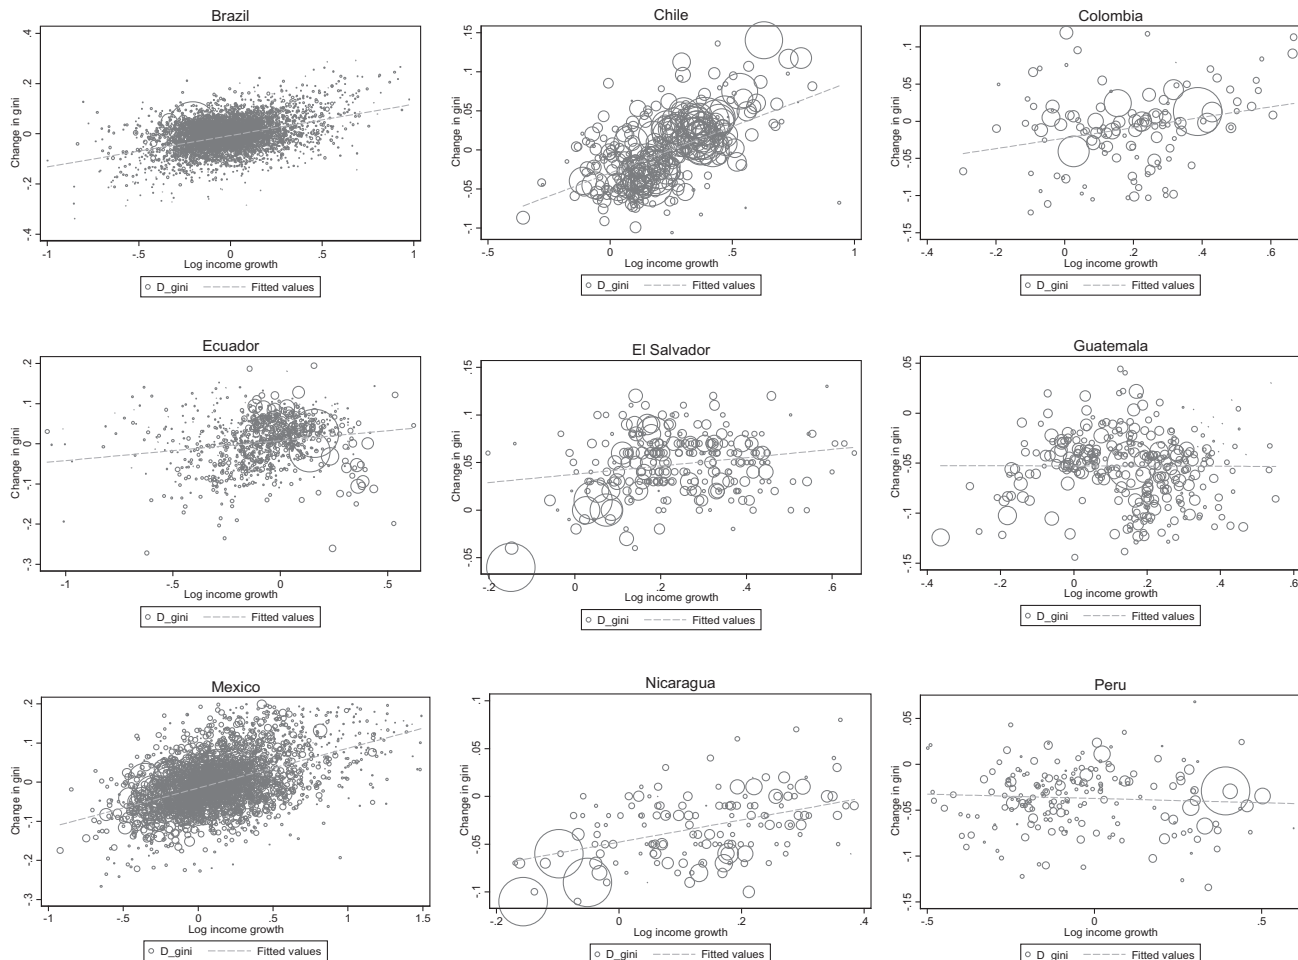 Brazil
Change in gini
.4
.2
0
-.2
-.4
-1
-.5
0
.5
1
Log income growth
D_gini
Fitted values
Chile
Change in gini
.15
.1
.05
0
.05
-.1
-.5
0
.5
1
Log income growth
D_gini
Fitted values
Colombia
Change in gini
.1
.05
0
-.05
-.1
-.15
-.4
-.2
0
.2
.4
.6
Log income growth
D_gini
Fitted values
Ecuador
Change in gini
.2
.1
0
-.1
-.2
-.3
-1
-.5
0
.5
Log income growth
D_gini
Fitted values
El Salvador
Change in gini
.15
.1
.05
0
-.05
-.2
0
.2
.4
.6
Log income growth
D_gini
Fitted values
Guatemala
Change in gini
.05
0
-.05
-.1
-.15
-.4
-.2
0
.2
.4
.6
Log income growth
D_gini
Fitted values
Mexico
Change in gini
.2
.1
0
-.1
-.2
-.3
-1
-.5
0
.5
1
1.5
Log income growth
D_gini
Fitted values
Nicaragua
Change in gini
.1
.05
0
-.05
-.1
-.2
0
.2
.4
Log income growth
D_gini
Fitted values
Peru
Change in gini
.05
0
-.05
-.1
-.15
-.5
0
.5
Log income growth
D_gini
Fitted values